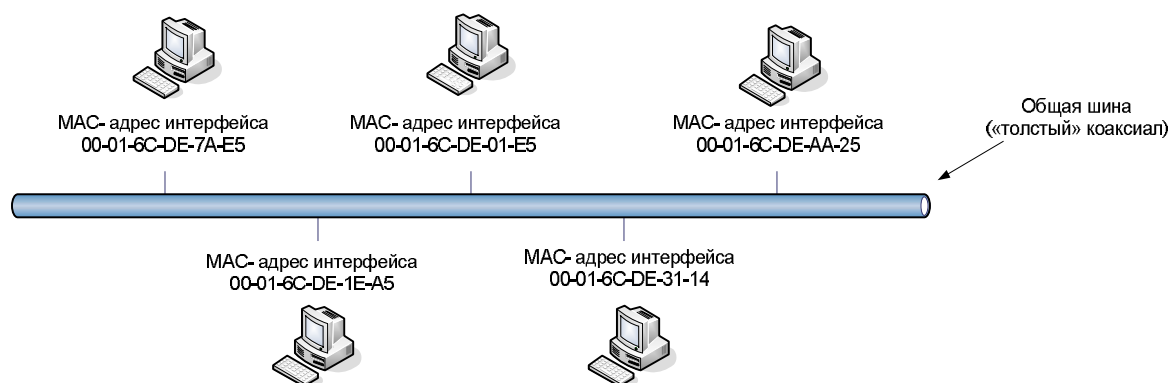 МАС- адрес интерфейса
00-01-6C-DE-7A-E5
МАС- адрес интерфейса
00-01-6C-DE-01-E5
МАС- адрес интерфейса
00-01-6C-DE-AA-25
Общая шина
(«толстый» коаксиал)
МАС- адрес интерфейса
00-01-6C-DE-1E-A5
МАС- адрес интерфейса
00-01-6C-DE-31-14